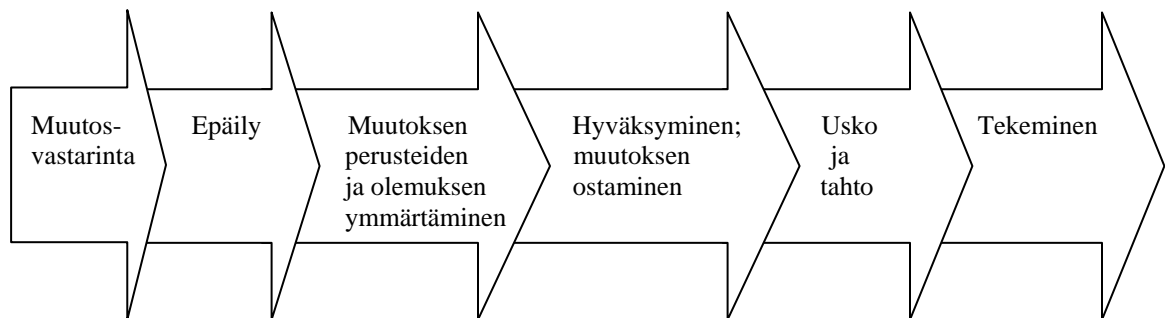 Muutos-
vastarinta
Epäily
Muutoksen
perusteiden
ja olemuksen
ymmärtäminen
Hyväksyminen;
muutoksen
ostaminen
Usko
ja
tahto
Tekeminen